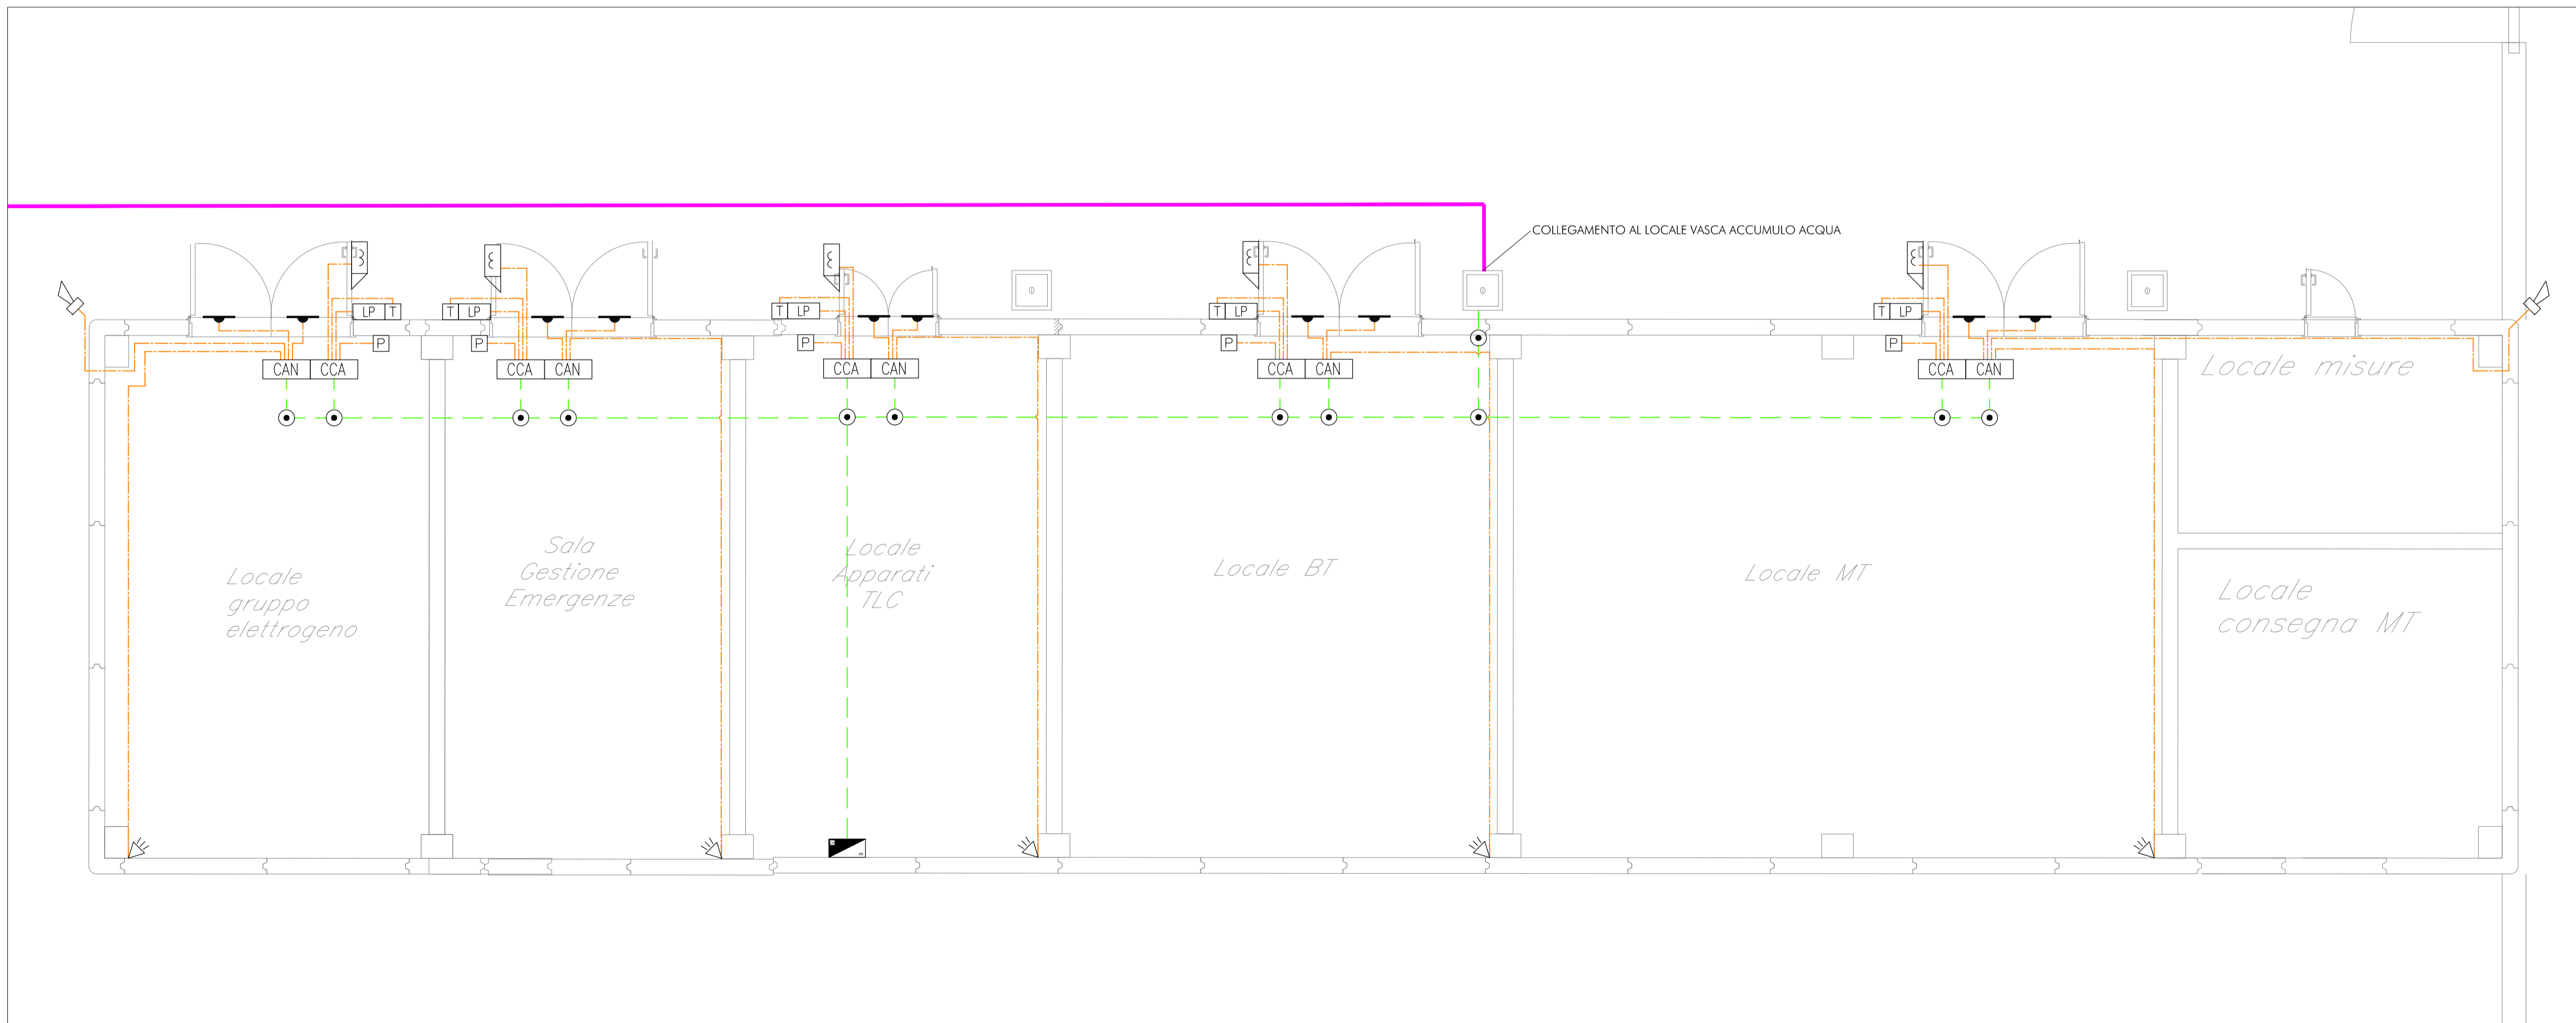 COLLEGAMENTO AL LOCALE VASCA ACCUMULO ACQUA
LP T
T LP
T LP
T LP
T LP
P
P
P
P
P
CAN CCA
CCA CAN
CCA CAN
CCA CAN
CCA CAN
Locale misure
Locale
gruppo
elettrogeno
Sala
Gestione
Emergenze
Locale
Apparati
TLC
Locale BT
Locale MT
Locale
consegna MT